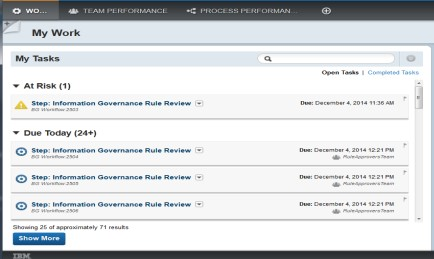 WO... TEAM PERFORMANCE PROCESS PERFORMAN...
My Work
My Tasks
Open Tasks | Completed Tasks
At Risk (1)
Step: Information Governance Rule Review Due: December 4, 2014 11:36 AM
BG Workflow:2503
Due Today (24+)
Step: Information Governance Rule Review Due: December 4, 2014 12:21 PM
BG Workflow:2504 RuleApproversTeam
Step: Information Governance Rule Review Due: December 4, 2014 12:21 PM
BG Workflow:2505 RuleApproversTeam
Step: Information Governance Rule Review Due: December 4, 2014 12:21 PM
BG Workflow:2506 RuleApproversTeam
Showing 25 of approximately 71 results
Show More
IBM